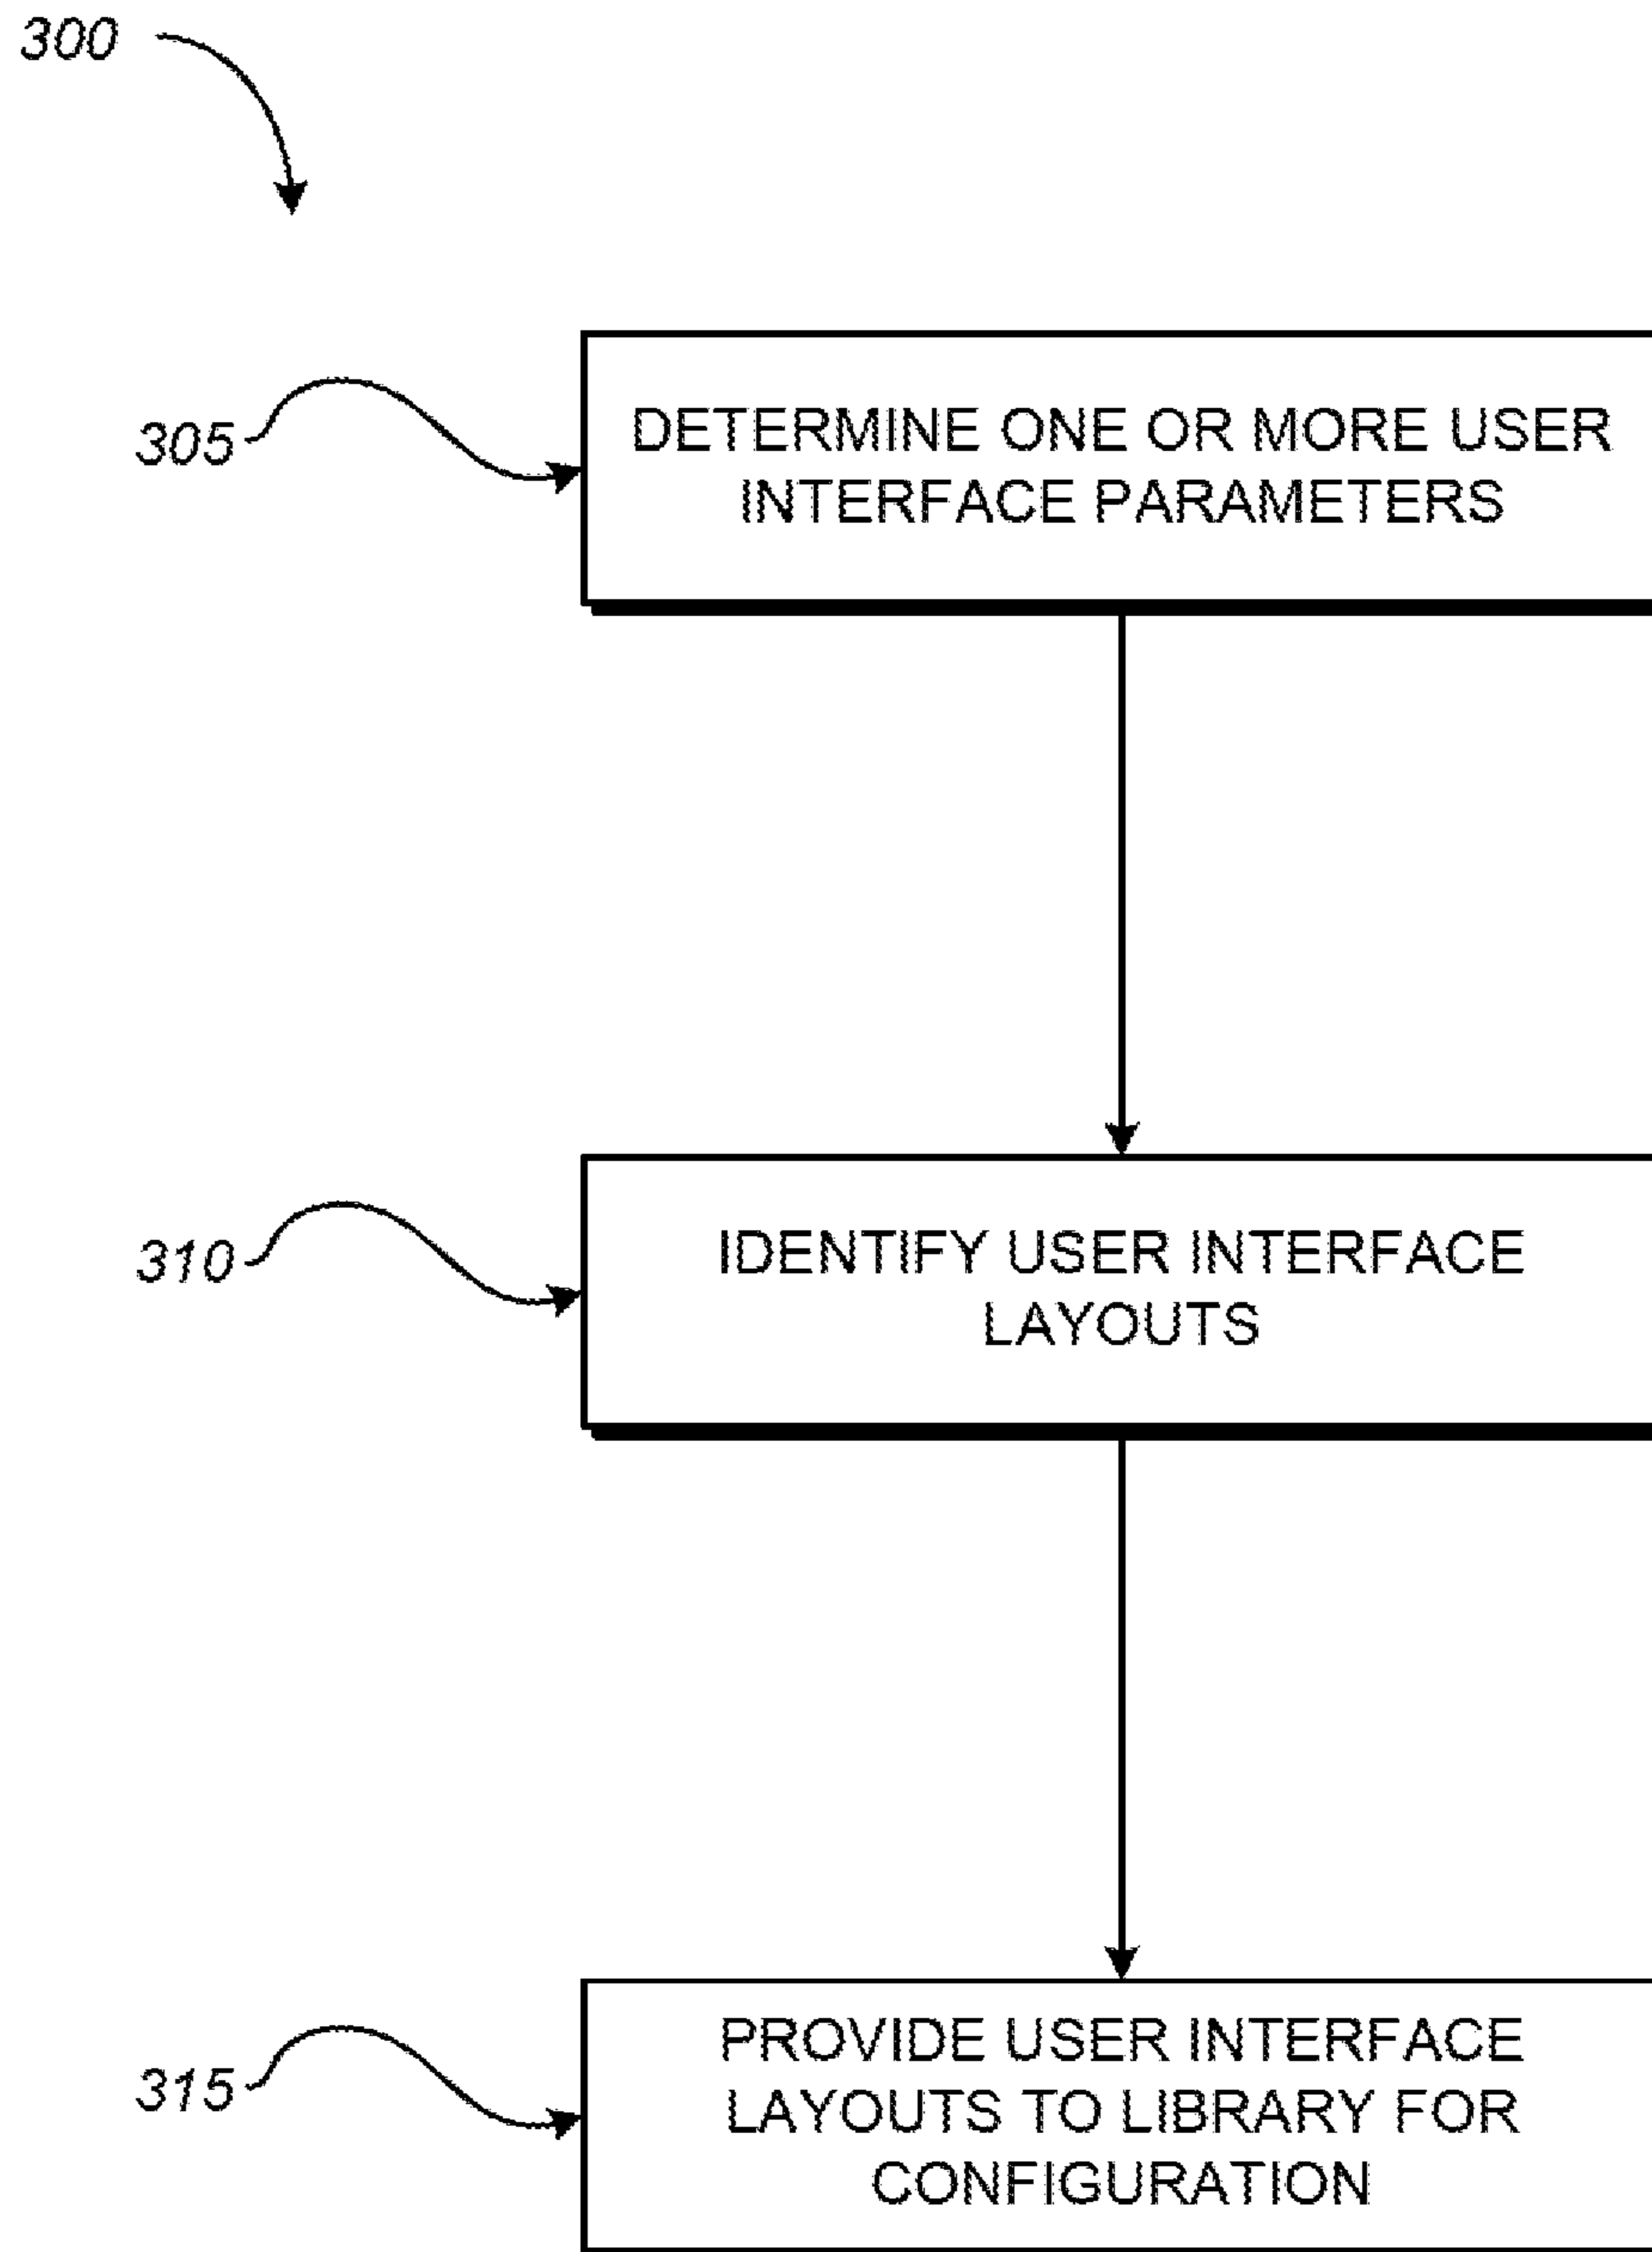 300
305
DETERMINE ONE OR MORE USER
INTERFACE PARAMETERS
310
IDENTIFY USER INTERFACE
LAYOUTS
315
PROVIDE USER INTERFACE
LAYOUTS TO LIBRARY FOR
CONFIGURATION